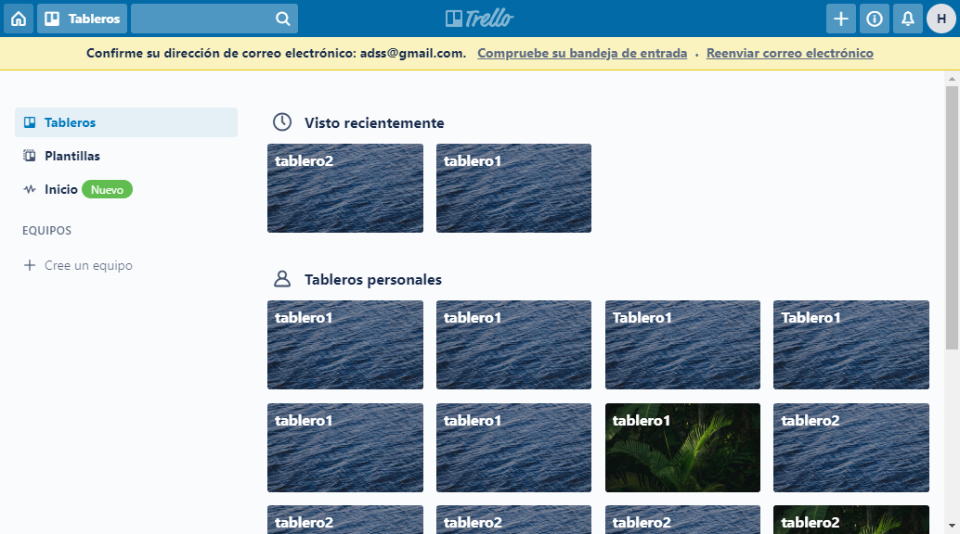 Tableros
Trello
H
Confirme su dirección de correo electrónico: adss@gmail.com. Compruebe su bandeja de entrada · Reenviar correo electrónico
Tableros
Plantillas
Inicio Nuevo
EQUIPOS
Cree un equipo
Visto recientemente
tablero2 tablero1
Tableros personales
tablero1 tablero1 Tablero1 Tablero1
tablero1 tablero1 tablero1 tablero2
tablero2 tablero2 tablero2 tablero2